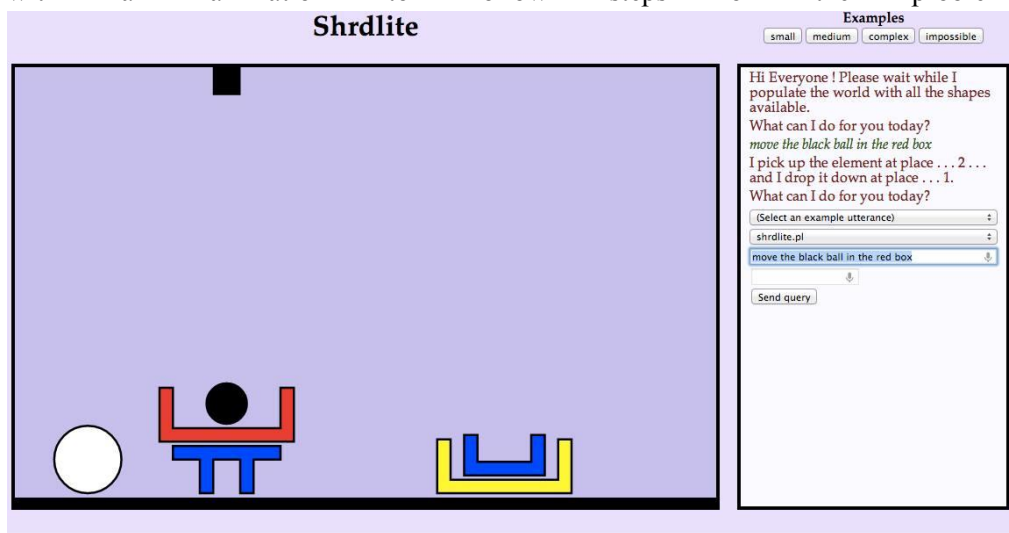 Shrdlite
Examples
small medium complex impossible
Hi Everyone ! Please wait while I
populate the world with all the shapes
available.
What can I do for you today?
move the black ball in the red box
I pick up the element at place . . . 2 . . .
and I drop it down at place . . . 1.
What can I do for you today?
(Select an example utterance)
shrdlite.pl
move the black ball in the red box
Send query